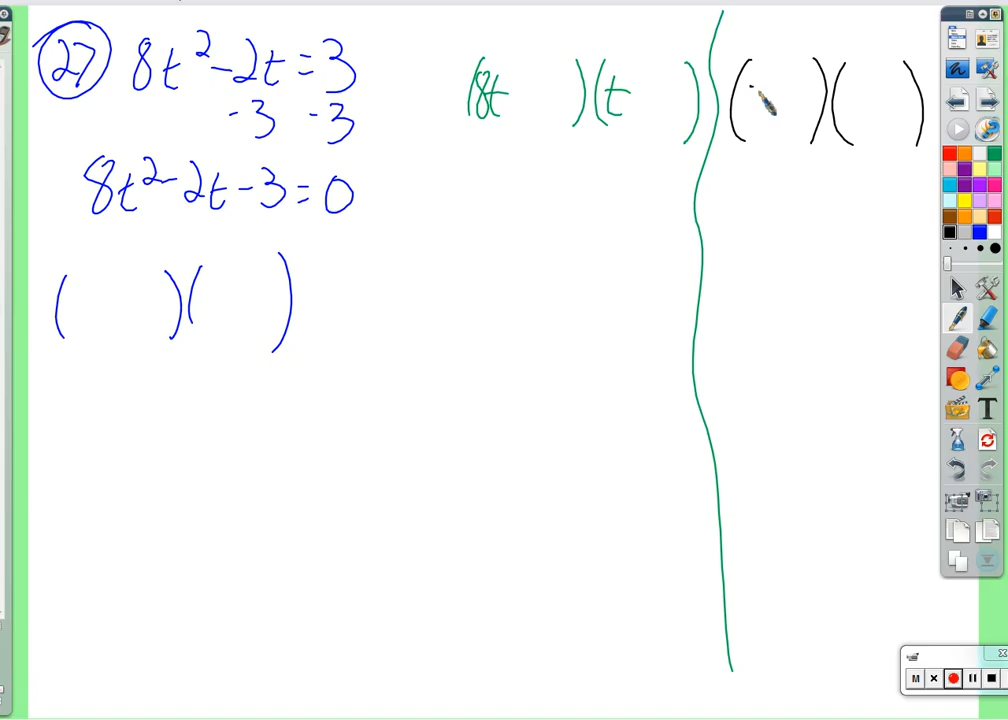 27 8t² - 2t = 3
-3 -3
8t² - 2t - 3 = 0
( )( )
(8t )(t )
( )( )
T
M